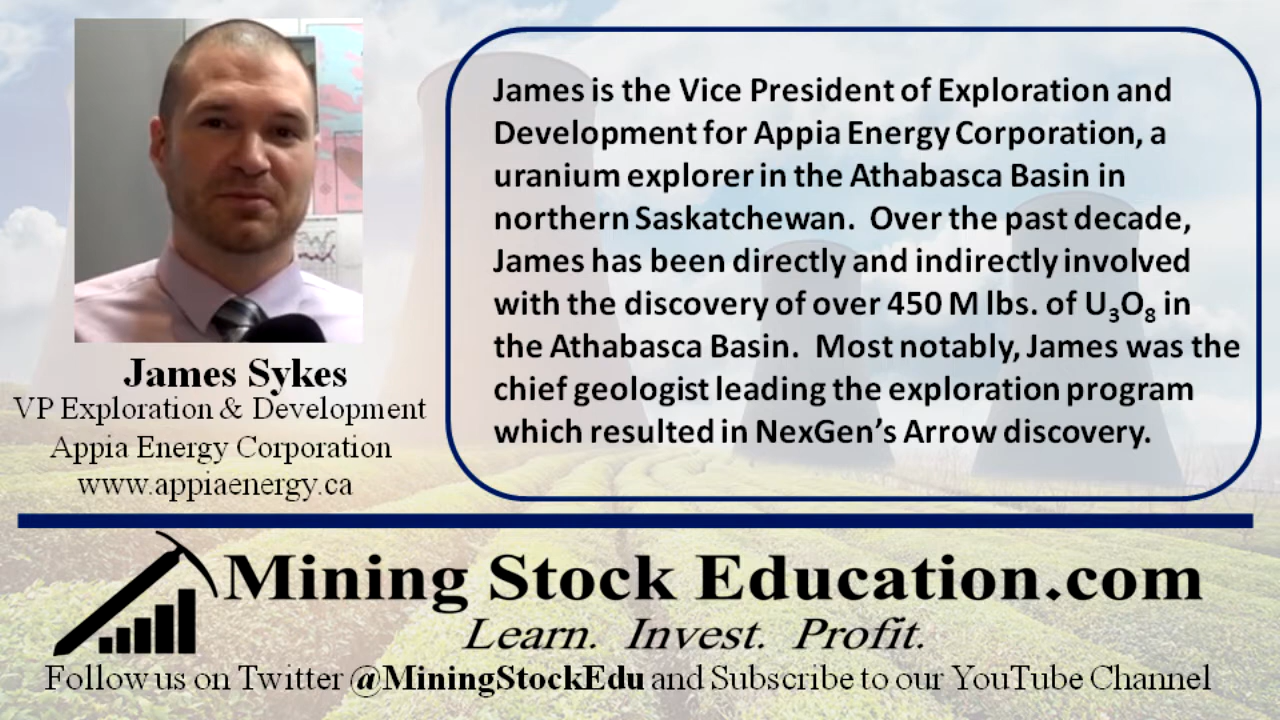 James is the Vice President of Exploration and
Development for Appia Energy Corporation, a
uranium explorer in the Athabasca Basin in
northern Saskatchewan.  Over the past decade,
James has been directly and indirectly involved
with the discovery of over 450 M lbs. of U₃O₈ in
the Athabasca Basin.  Most notably, James was the
chief geologist leading the exploration program
which resulted in NexGen's Arrow discovery.
James Sykes
VP Exploration & Development
Appia Energy Corporation
www.appiaenergy.ca
Mining Stock Education.com
Learn.  Invest.  Profit.
Follow us on Twitter @MiningStockEdu and Subscribe to our YouTube Channel